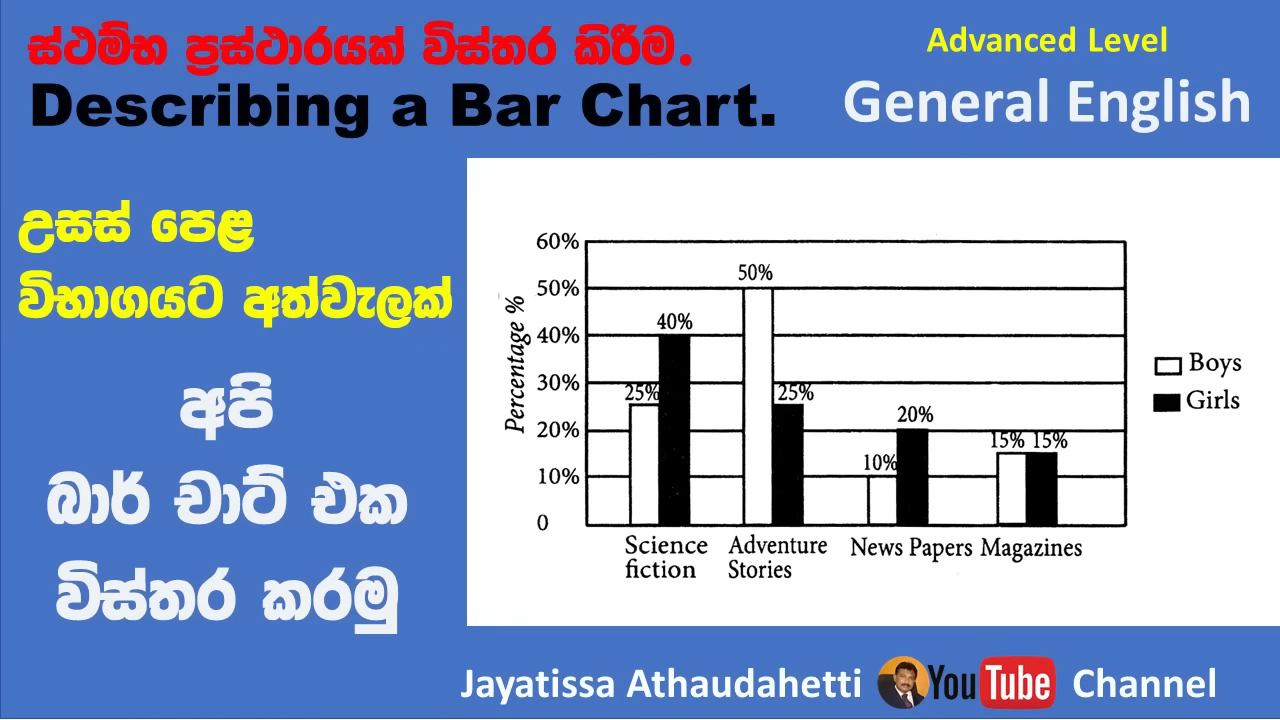 ස්ථම්භ ප්‍රස්ථාරයක් විස්තර කිරීම.
Describing a Bar Chart.
Advanced Level
General English
උසස් පෙළ
විභාගයට අත්වැලක්
අපි
බාර් චාට් එක
විස්තර කරමු
Percentage %
60%
50%
40%
30%
20%
10%
0
25%
40%
50%
25%
10%
20%
15%
15%
Science fiction
Adventure Stories
News Papers
Magazines
Boys
Girls
Jayatissa Athaudahetti YouTube Channel